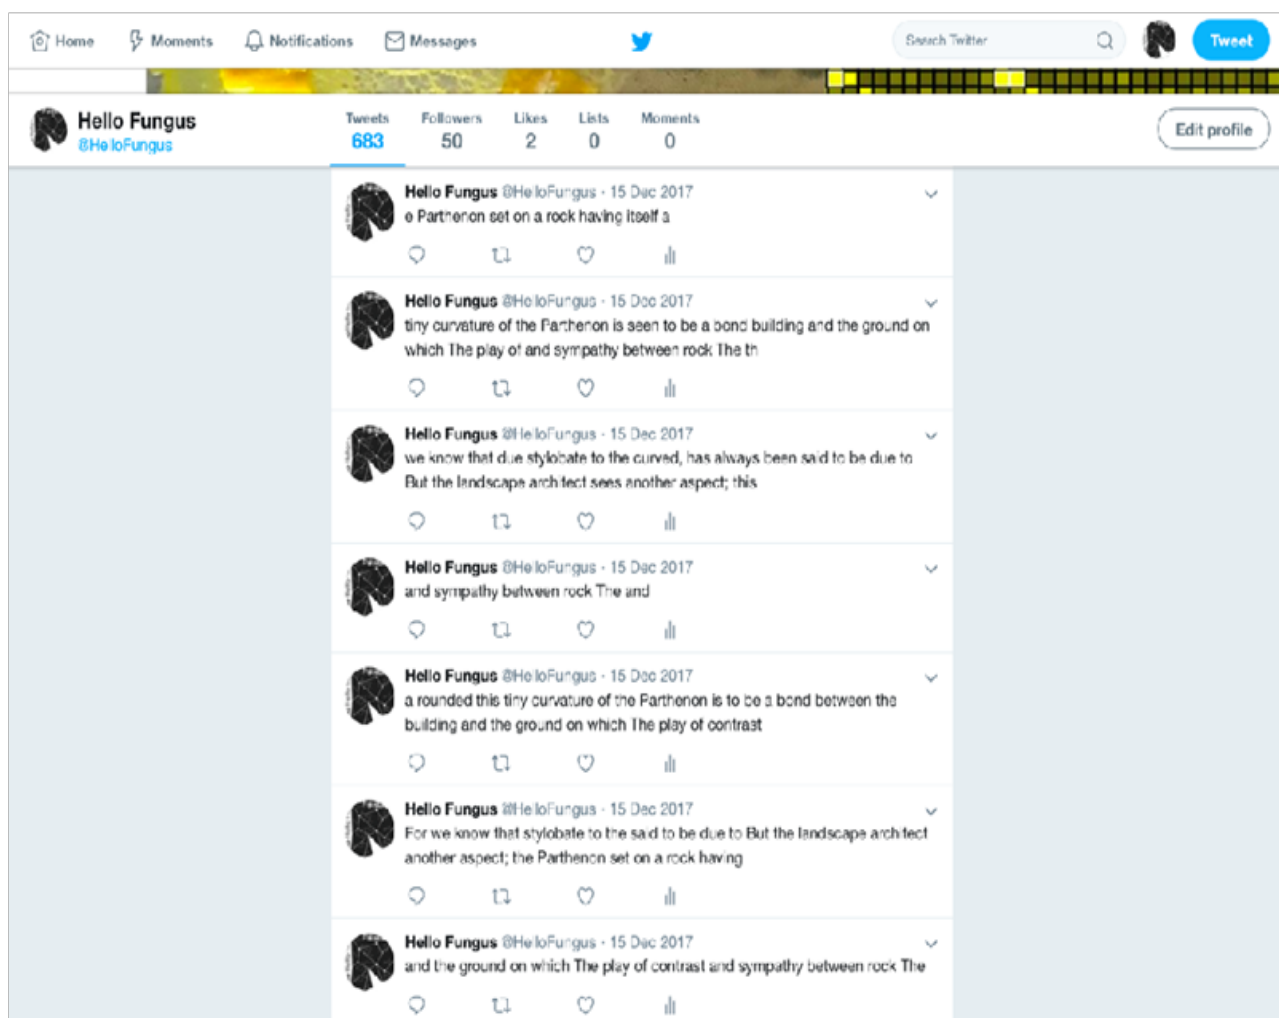 Home Moments Notifications Messages Search Twitter Tweet
Hello Fungus
@HelloFungus
Tweets Followers Likes Lists Moments
683 50 2 0 0
Edit profile
Hello Fungus @HelloFungus · 15 Dec 2017
e Parthenon set on a rock having itself a
Hello Fungus @HelloFungus · 15 Dec 2017
tiny curvature of the Parthenon is seen to be a bond building and the ground on
which The play of and sympathy between rock The th
Hello Fungus @HelloFungus · 15 Dec 2017
we know that due stylobate to the curved, has always been said to be due to
But the landscape architect sees another aspect; this
Hello Fungus @HelloFungus · 15 Dec 2017
and sympathy between rock The and
Hello Fungus @HelloFungus · 15 Dec 2017
a rounded this tiny curvature of the Parthenon is to be a bond between the
building and the ground on which The play of contrast
Hello Fungus @HelloFungus · 15 Dec 2017
For we know that stylobate to the said to be due to But the landscape architect
another aspect; the Parthenon set on a rock having
Hello Fungus @HelloFungus · 15 Dec 2017
and the ground on which The play of contrast and sympathy between rock The